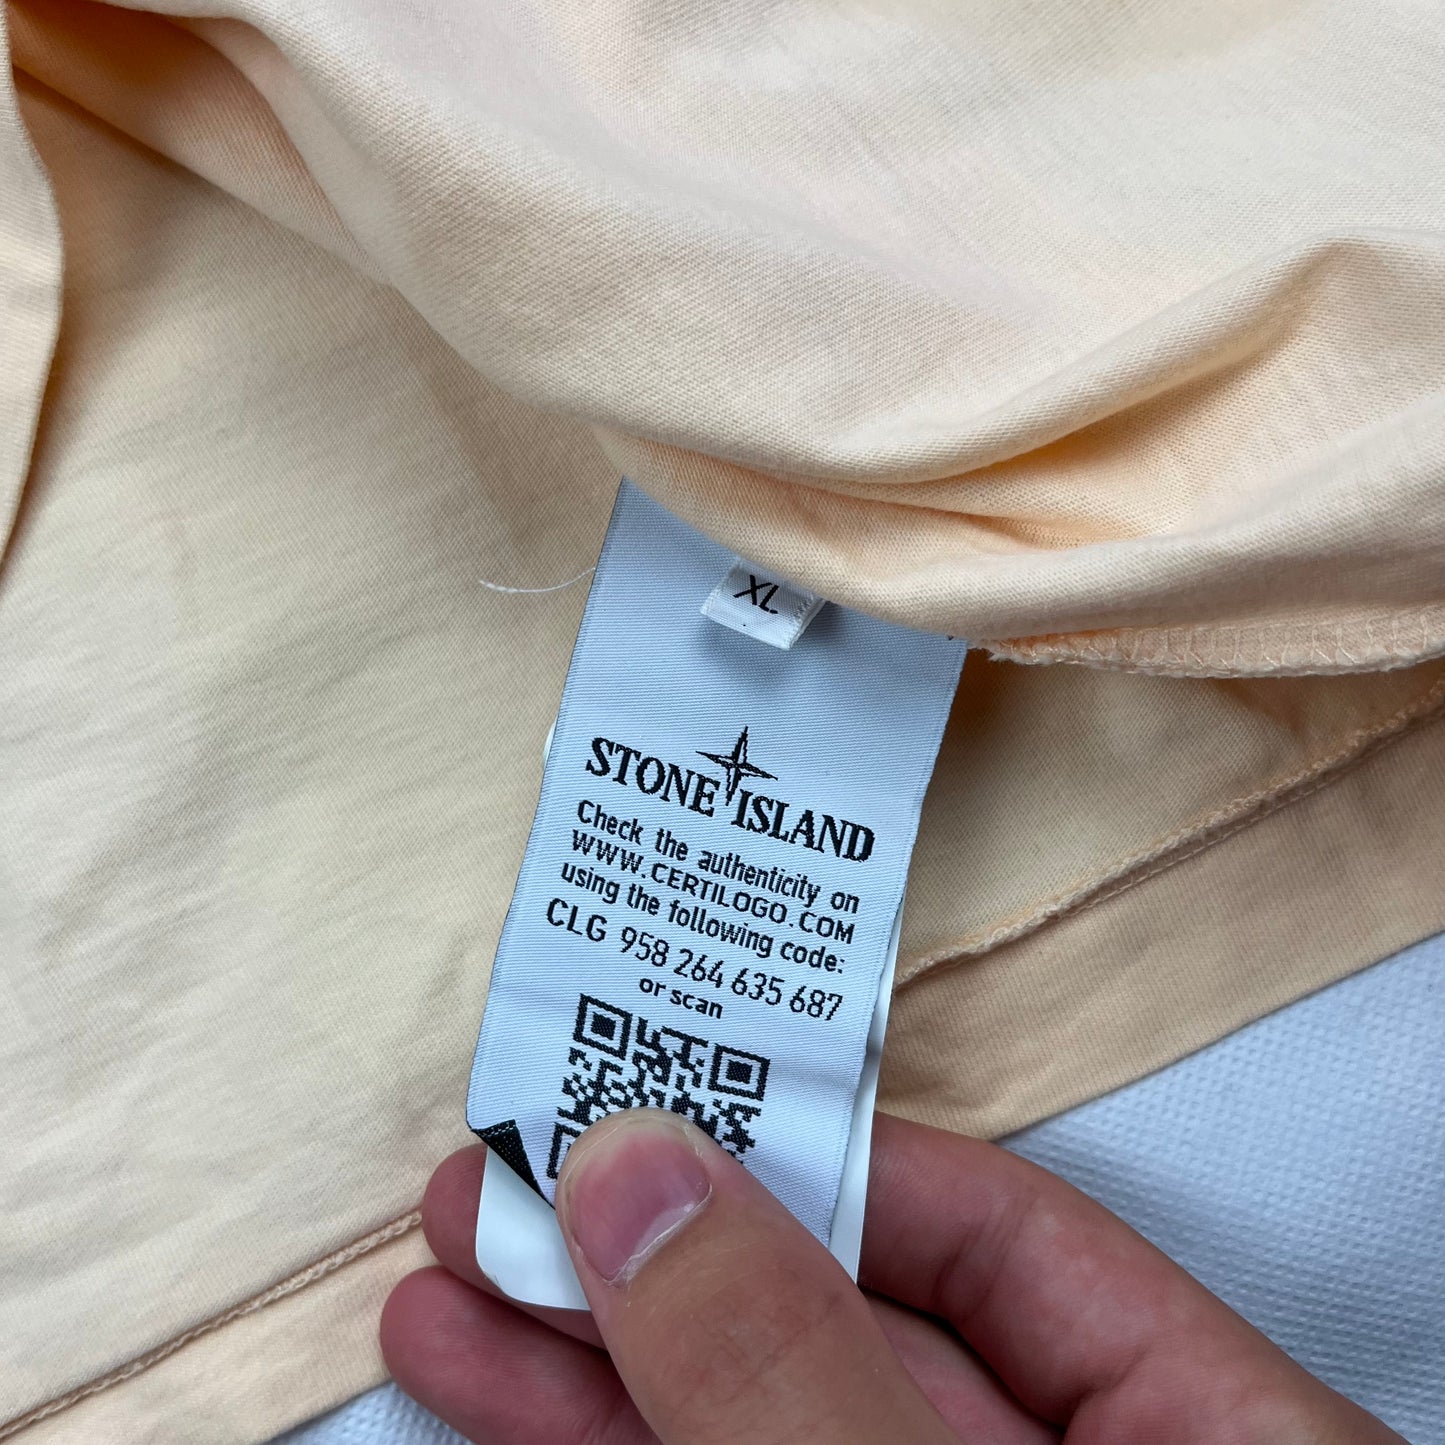 XL
STONE ISLAND
Check the authenticity on
WWW.CERTILOGO.COM
using the following code:
CLG 958 264 635 687
or scan